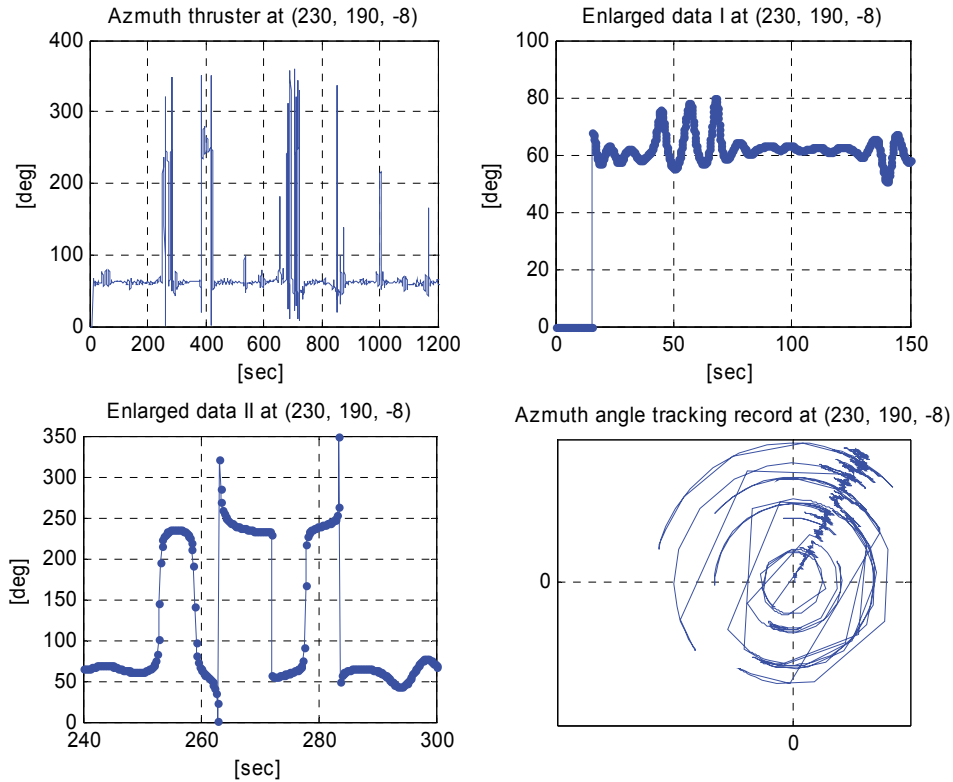 Azimuth thruster at (230, 190, -8)
400
300
200
100
0
[deg]
0 200 400 600 800 1000 1200
[sec]
Enlarged data I at (230, 190, -8)
100
80
60
40
20
0
[deg]
0 50 100 150
[sec]
Enlarged data II at (230, 190, -8)
350
300
250
200
150
100
50
0
[deg]
240 260 280 300
[sec]
Azimuth angle tracking record at (230, 190, -8)
0
0